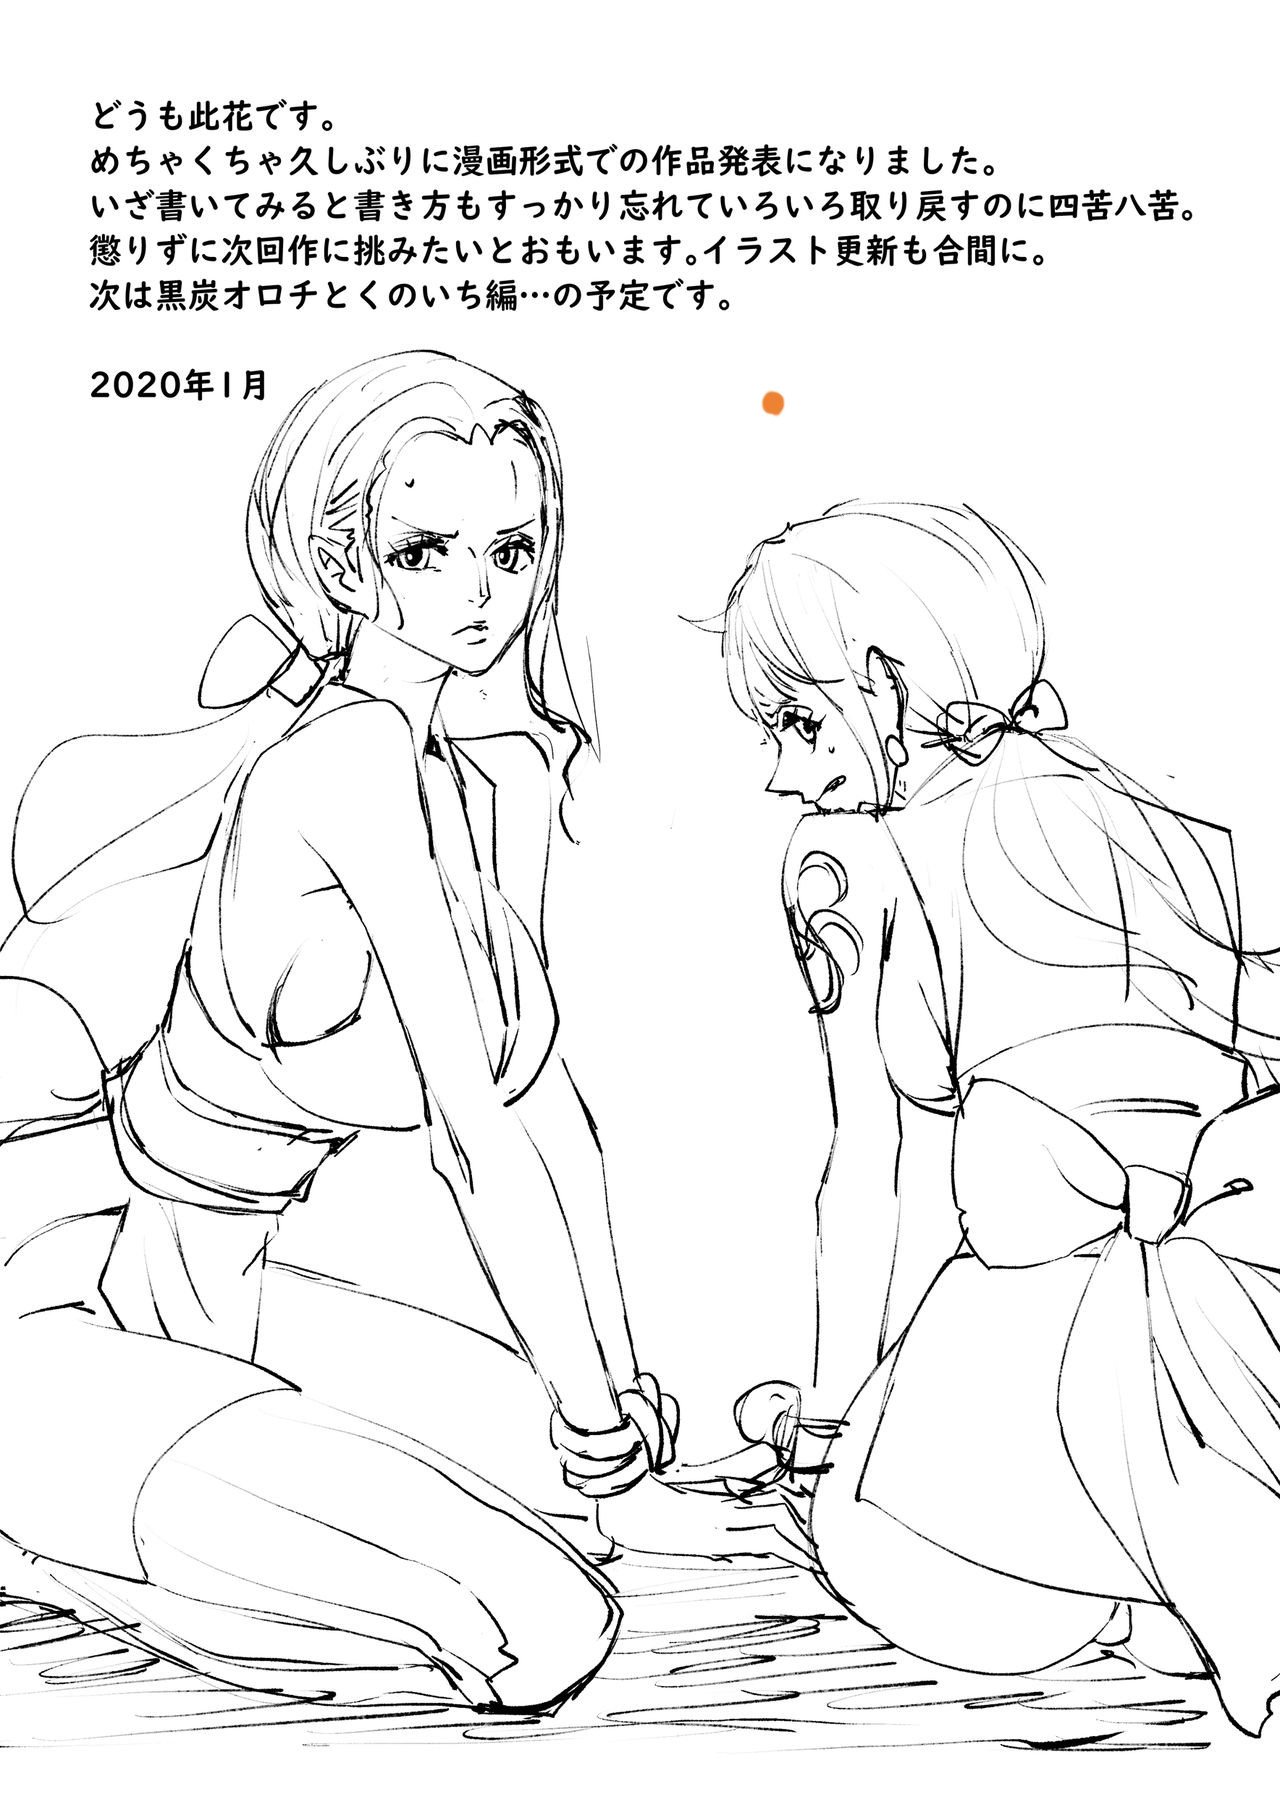 どうも此花です。
めちゃくちゃ久しぶりに漫画形式での作品発表になりました。
いざ書いてみると書き方もすっかり忘れていろいろ取り戻すのに四苦八苦。
懲りずに次回作に挑みたいとおもいます。イラスト更新も合間に。
次は黒炭オロチとくのいち編…の予定です。
2020年1月